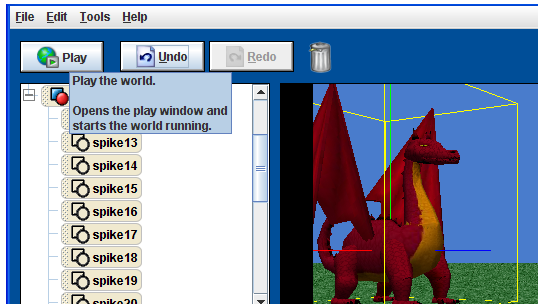 File Edit Tools Help
Play Undo Redo
Play the world.
Opens the play window and
starts the world running.
spike13
spike14
spike15
spike16
spike17
spike18
spike19
spike20